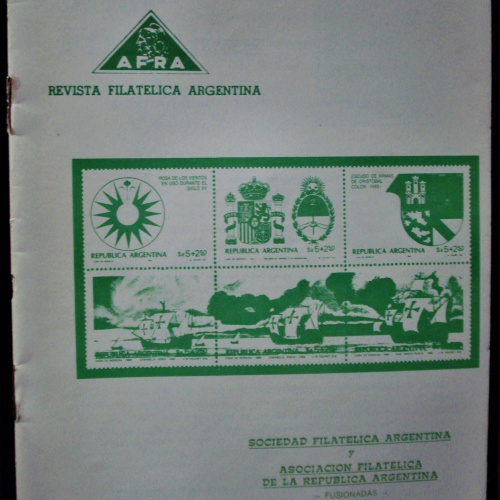 AFRA
REVISTA FILATELICA ARGENTINA
ROSA DE LOS VIENTOS
EN USO DURANTE EL
SIGLO XV
ESCUDO DE ARMAS
DE CRISTOBAL
COLON
REPUBLICA ARGENTINA
REPUBLICA ARGENTINA
REPUBLICA ARGENTINA
SOCIEDAD FILATELICA ARGENTINA
Y
ASOCIACION FILATELICA
DE LA REPUBLICA ARGENTINA
— FUSIONADAS —